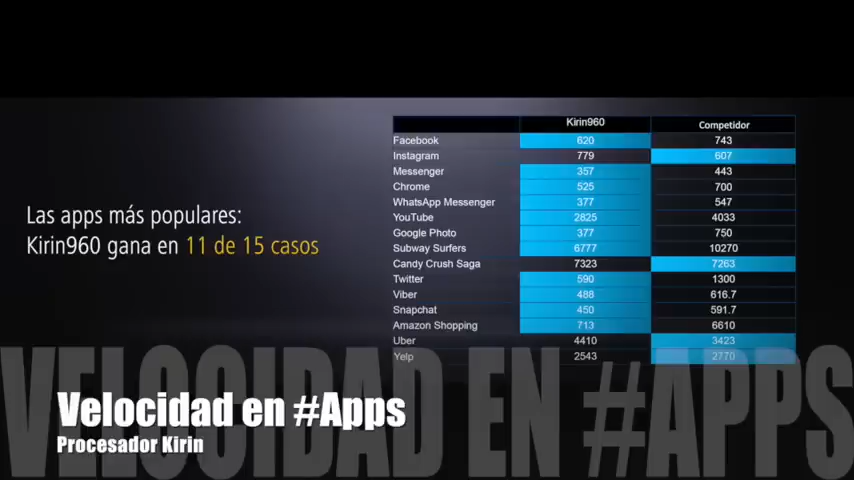 Kirin960 Competidor
Facebook 620 743
Instagram 779 607
Messenger 357 443
Chrome 525 700
WhatsApp Messenger 377 547
YouTube 2825 4033
Google Photo 377 750
Subway Surfers 6777 10270
Candy Crush Saga 7323 7263
Twitter 590 1300
Viber 488 616.7
Snapchat 450 591.7
Amazon Shopping 713 6610
Uber 4410 3423
Yelp 2543 2770
Las apps más populares:
Kirin960 gana en 11 de 15 casos
VELOCIDAD EN #APPS
Velocidad en #Apps
Procesador Kirin